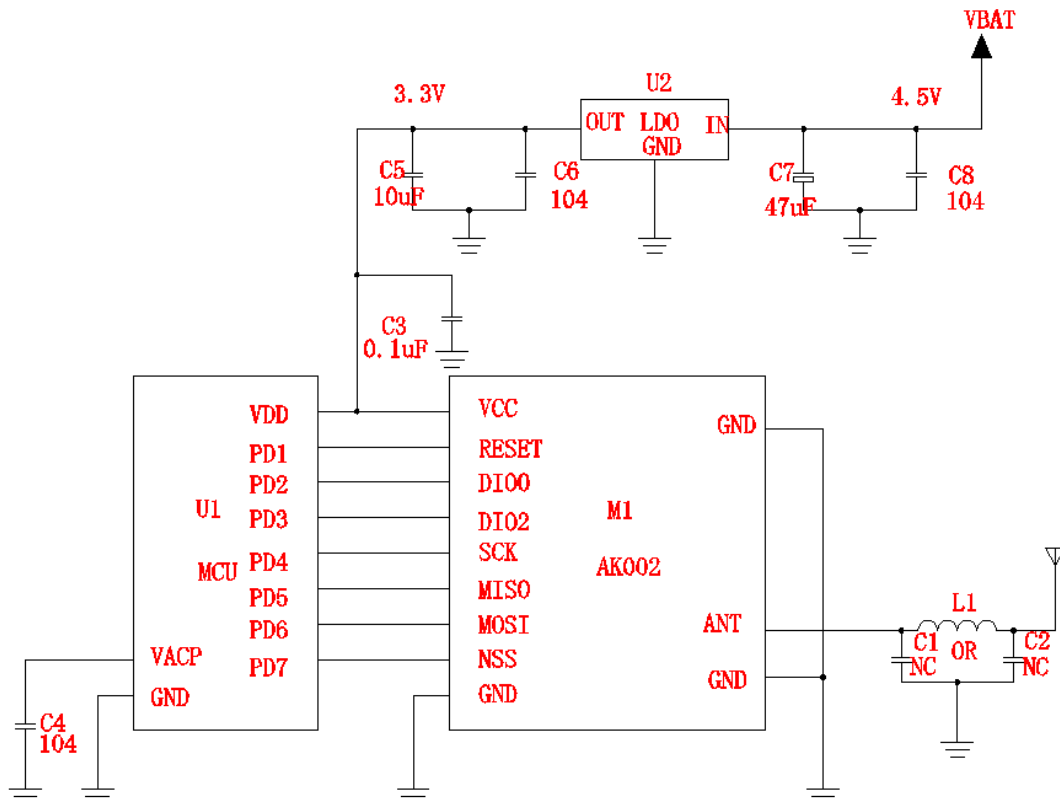 VBAT
U2
3.3V
4.5V
OUT LDO IN
GND
C5
10uF
C6
104
C7
47uF
C8
104
C3
0.1uF
VDD
PD1
PD2
PD3
PD4
PD5
PD6
PD7
U1
MCU
VACP
GND
C4
104
VCC
RESET
DIO0
DIO2
SCK
MISO
MOSI
NSS
GND
M1
AK002
GND
ANT
GND
L1
0R
C1
NC
C2
NC